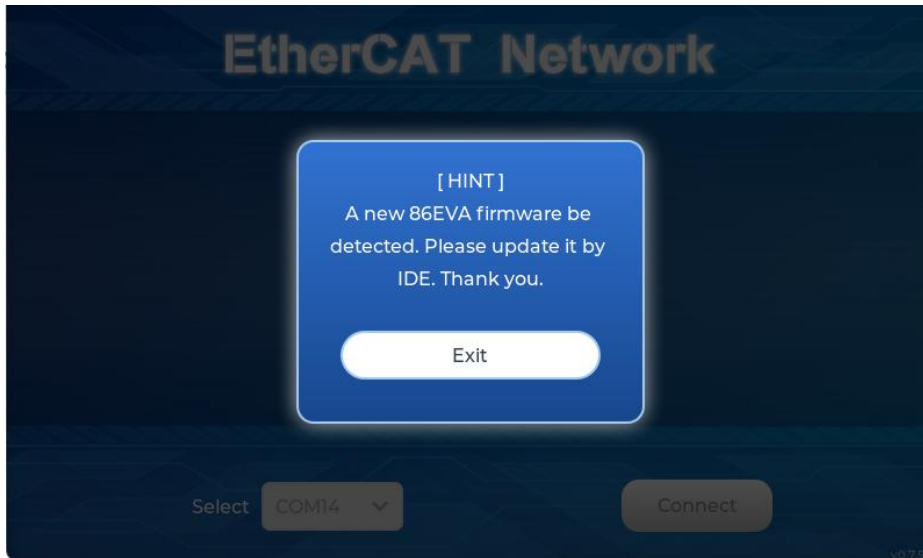 EtherCAT Network
[ HINT ]
A new 86EVA firmware be
detected. Please update it by
IDE. Thank you.
Exit
Select COM14 Connect